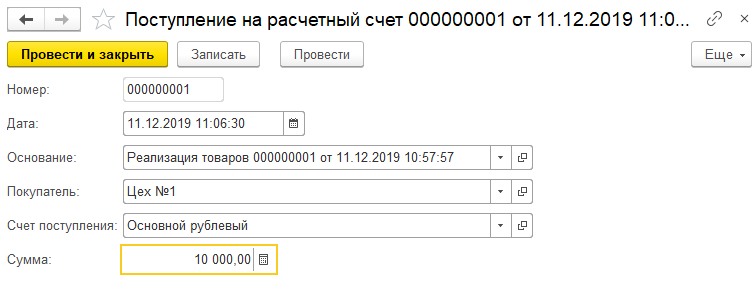 Поступление на расчетный счет 000000001 от 11.12.2019 11:0...
Провести и закрыть Записать Провести Еще
Номер: 000000001
Дата: 11.12.2019 11:06:30
Основание: Реализация товаров 000000001 от 11.12.2019 10:57:57
Покупатель: Цех №1
Счет поступления: Основной рублевый
Сумма: 10 000,00